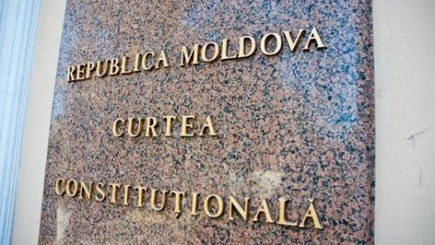 REPUBLICA MOLDOVA
CURTEA
CONSTITUȚIONALĂ